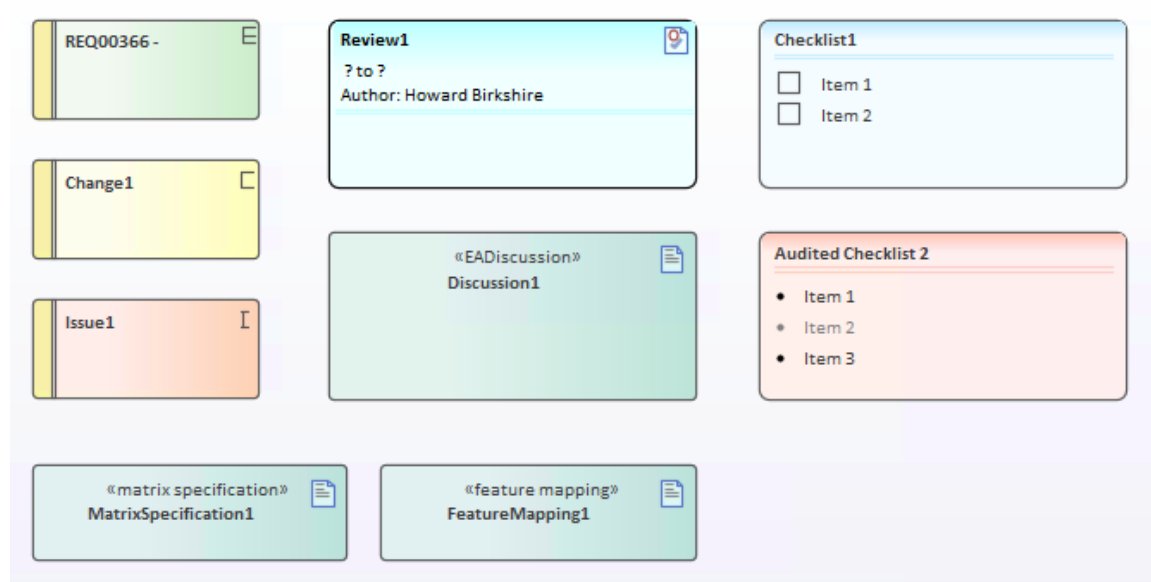 REQ00366 -
E
Review1
? to ?
Author: Howard Birkshire
Checklist1
Item 1
Item 2
Change1
«EADiscussion»
Discussion1
Audited Checklist 2
• Item 1
• Item 2
• Item 3
Issue1
I
«matrix specification»
MatrixSpecification1
«feature mapping»
FeatureMapping1